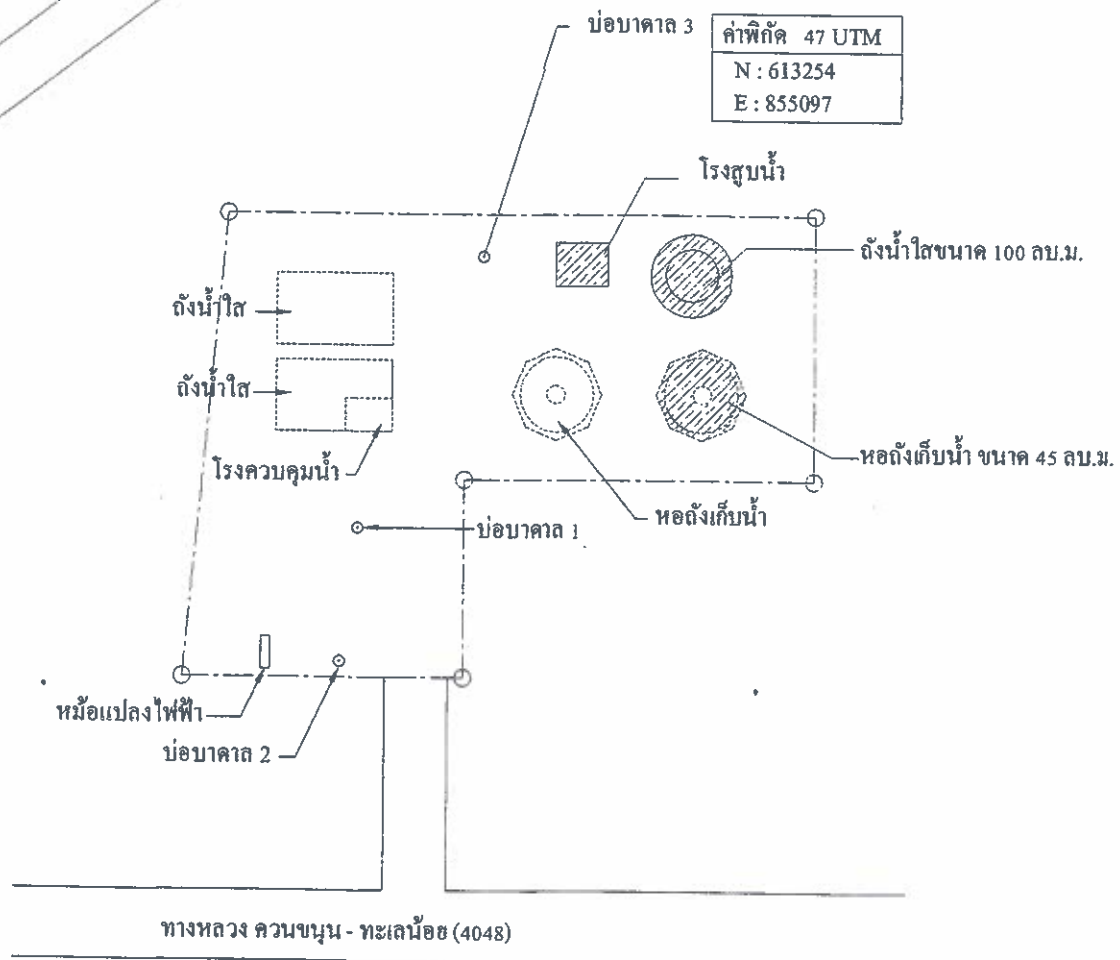 บ่อบาดาล 3
ค่าพิกัด 47 UTM
N : 613254
E : 855097
โรงสูบน้ำ
ถังน้ำใสขนาด 100 ลบ.ม.
ถังน้ำใส
ถังน้ำใส
โรงควบคุมน้ำ
หอถังเก็บน้ำ ขนาด 45 ลบ.ม.
หอถังเก็บน้ำ
บ่อบาดาล 1
หม้อแปลงไฟฟ้า
บ่อบาดาล 2
ทางหลวง ควนขนุน - ทะเลน้อย (4048)